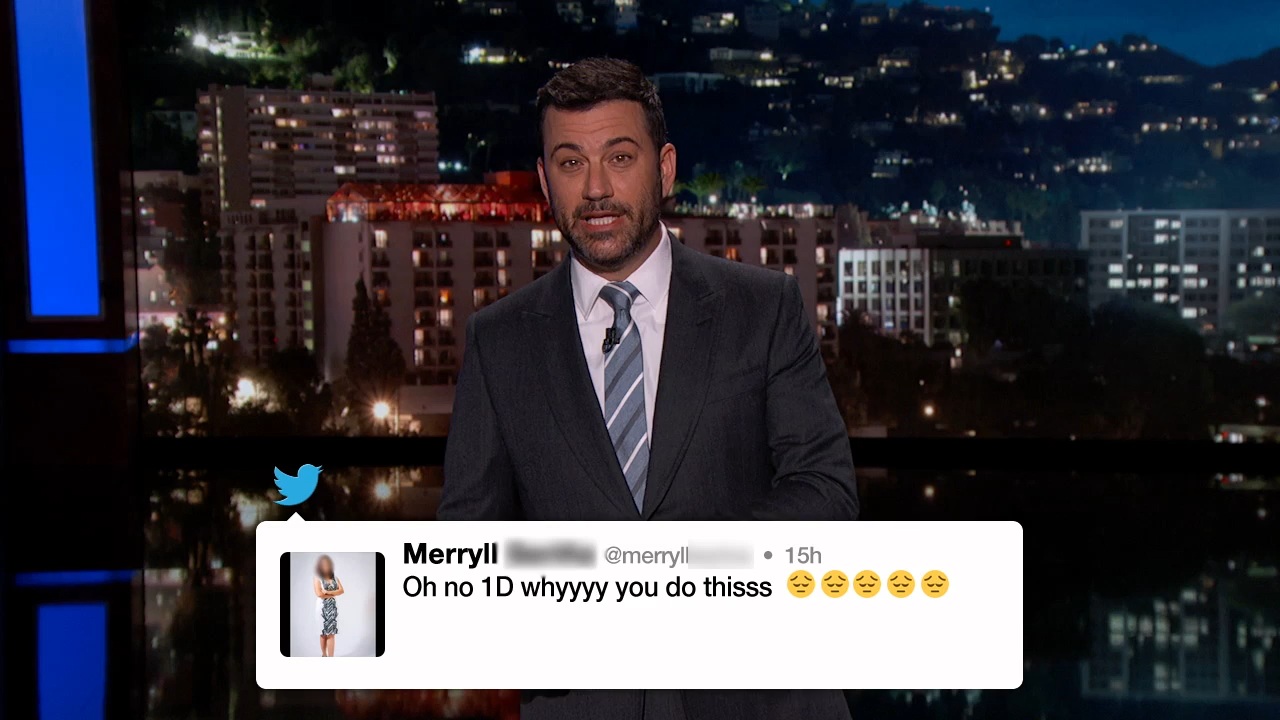 Merryll @merryll • 15h
Oh no 1D whyyyy you do thisss 😔😔😔😔😔